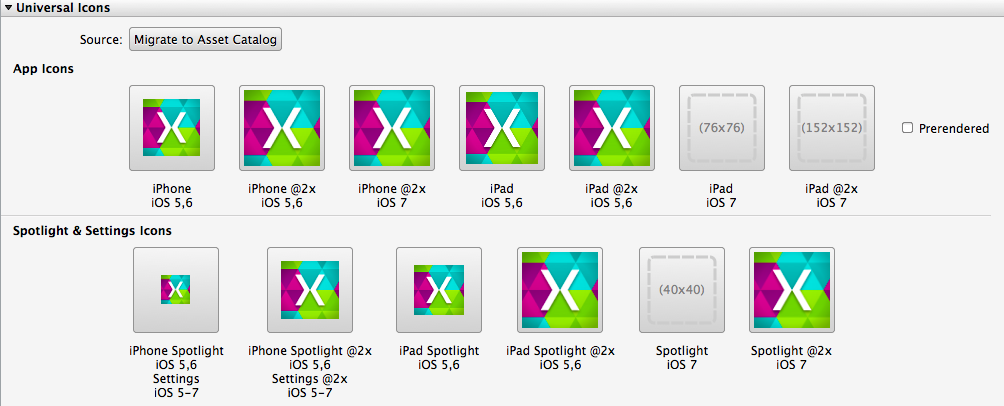 Universal Icons
Source: Migrate to Asset Catalog
App Icons
(76x76) (152x152) Prerendered
iPhone iPhone @2x iPhone @2x iPad iPad @2x iPad iPad @2x
iOS 5,6 iOS 5,6 iOS 7 iOS 5,6 iOS 5,6 iOS 7 iOS 7
Spotlight & Settings Icons
(40x40)
iPhone Spotlight iPhone Spotlight @2x iPad Spotlight iPad Spotlight @2x Spotlight Spotlight @2x
iOS 5,6 iOS 5,6 iOS 5,6 iOS 5,6 iOS 7 iOS 7
Settings Settings @2x
iOS 5-7 iOS 5-7